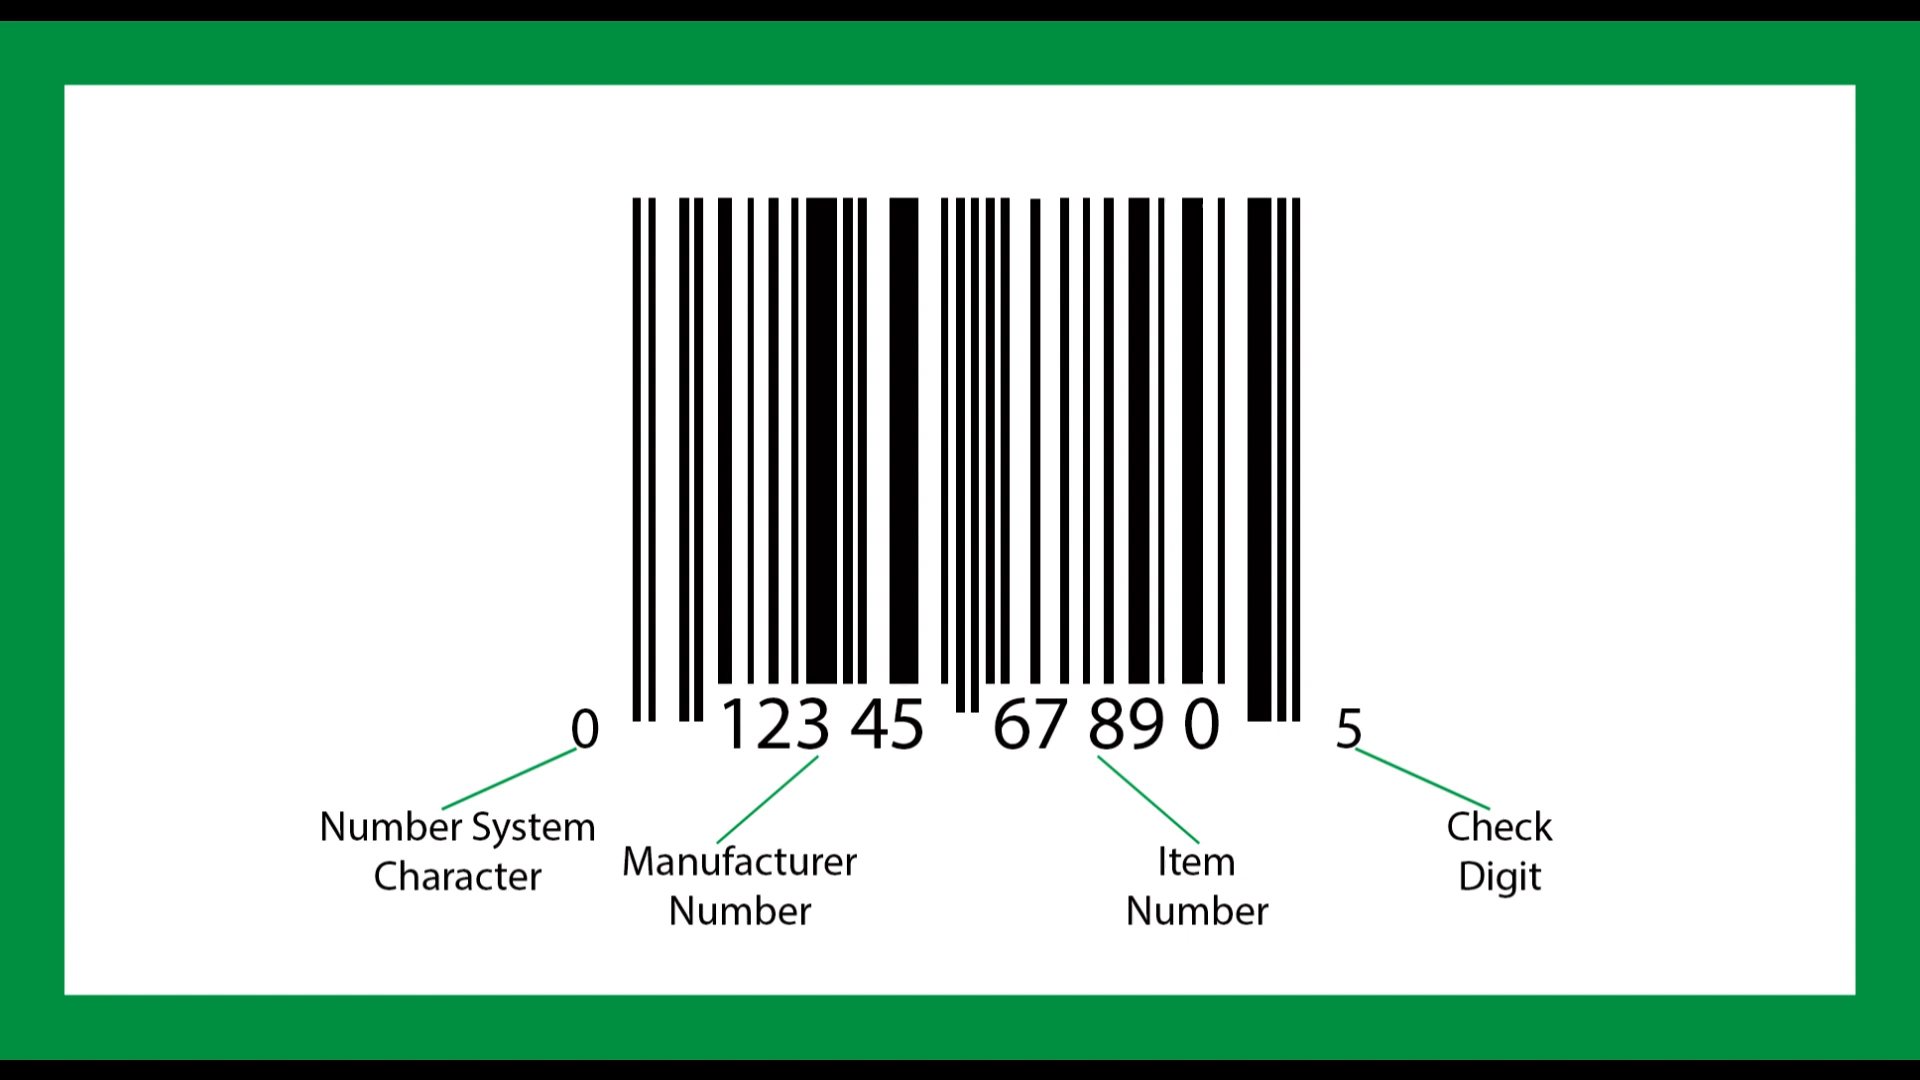 0 123 45 67 89 0 5
Number System
Character
Manufacturer
Number
Item
Number
Check
Digit